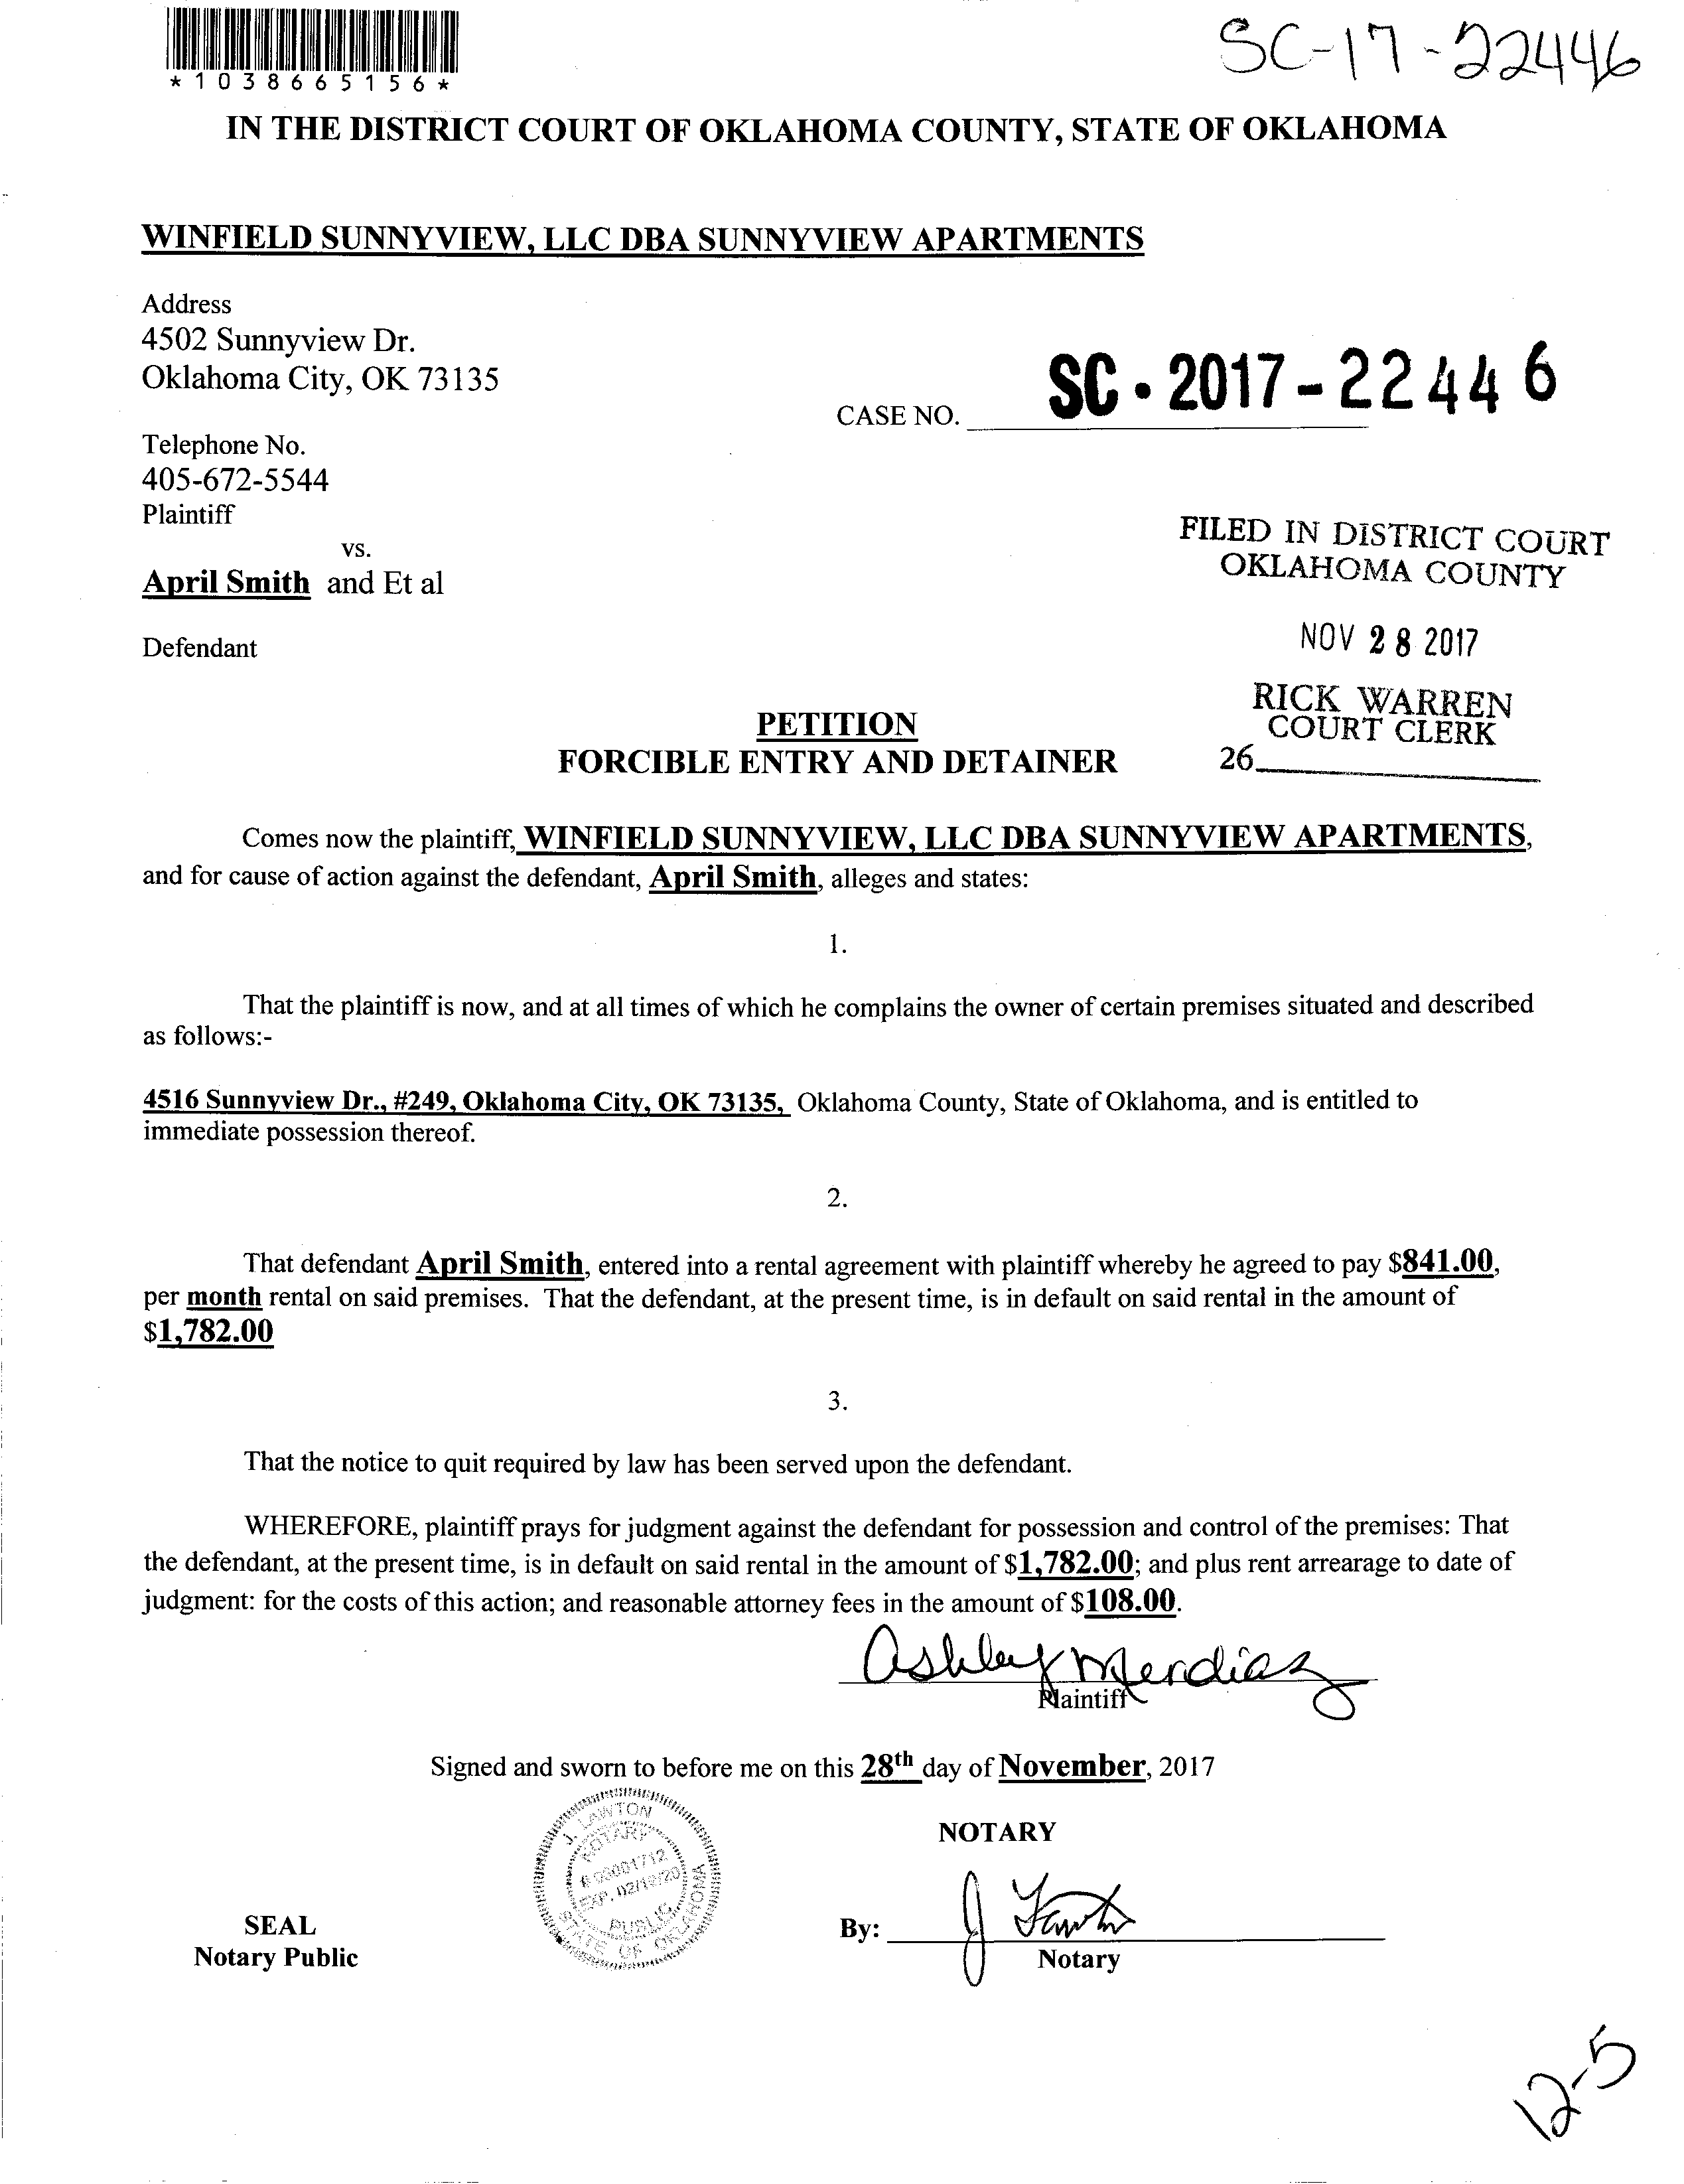 *1038665156*
SC-17-22446
IN THE DISTRICT COURT OF OKLAHOMA COUNTY, STATE OF OKLAHOMA
WINFIELD SUNNYVIEW, LLC DBA SUNNYVIEW APARTMENTS
Address
4502 Sunnyview Dr.
Oklahoma City, OK 73135
CASE NO. SC·2017-22446
Telephone No.
405-672-5544
Plaintiff
vs.
April Smith and Et al
Defendant
FILED IN DISTRICT COURT
OKLAHOMA COUNTY
NOV 28 2017
RICK WARREN
COURT CLERK
26
PETITION
FORCIBLE ENTRY AND DETAINER
Comes now the plaintiff, WINFIELD SUNNYVIEW, LLC DBA SUNNYVIEW APARTMENTS,
and for cause of action against the defendant, April Smith, alleges and states:
1.
That the plaintiff is now, and at all times of which he complains the owner of certain premises situated and described
as follows:-
4516 Sunnyview Dr., #249, Oklahoma City, OK 73135, Oklahoma County, State of Oklahoma, and is entitled to
immediate possession thereof.
2.
That defendant April Smith, entered into a rental agreement with plaintiff whereby he agreed to pay $841.00,
per month rental on said premises. That the defendant, at the present time, is in default on said rental in the amount of
$1,782.00
3.
That the notice to quit required by law has been served upon the defendant.
WHEREFORE, plaintiff prays for judgment against the defendant for possession and control of the premises: That
the defendant, at the present time, is in default on said rental in the amount of $1,782.00; and plus rent arrearage to date of
judgment: for the costs of this action; and reasonable attorney fees in the amount of $108.00.
Ashley Merdiaz
Plaintiff
Signed and sworn to before me on this 28th day of November, 2017
J. LAWTON
NOTARY
PUBLIC
STATE OF OKLAHOMA
NOTARY
SEAL
Notary Public
By:
Notary
12-5